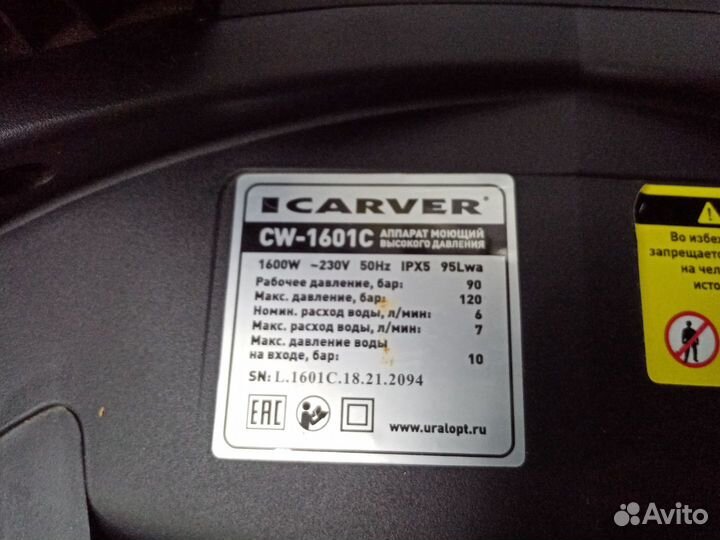 CARVER
CW-1601C АППАРАТ МОЮЩИЙ ВЫСОКОГО ДАВЛЕНИЯ
1600W ~230V 50Hz IPX5 95Lwa
Рабочее давление, бар: 90
Макс. давление, бар: 120
Номин. расход воды, л/мин: 6
Макс. расход воды, л/мин: 7
Макс. давление воды
на входе, бар: 10
SN: L.1601C.18.21.2094
EAC
www.uralopt.ru
Во избеж
запрещаетс
на чел
исто
Avito